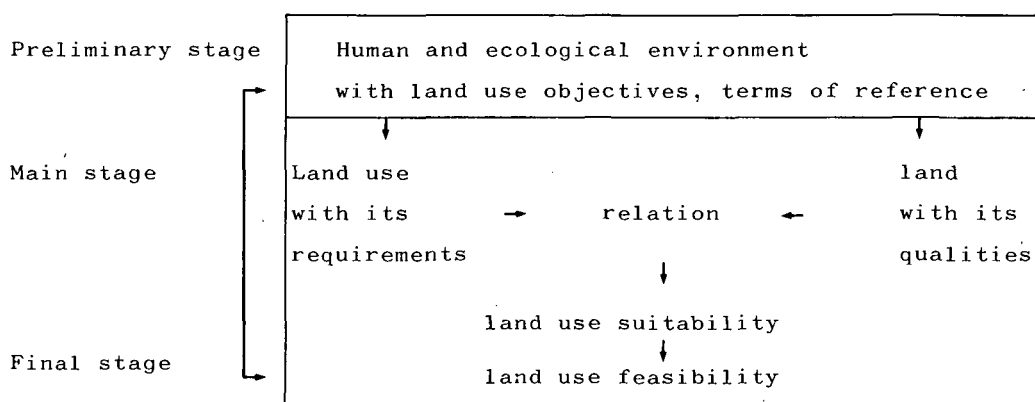 Preliminary stage
Human and ecological environment
with land use objectives, terms of reference
Main stage
Land use
with its
requirements
relation
land
with its
qualities
land use suitability
Final stage
land use feasibility